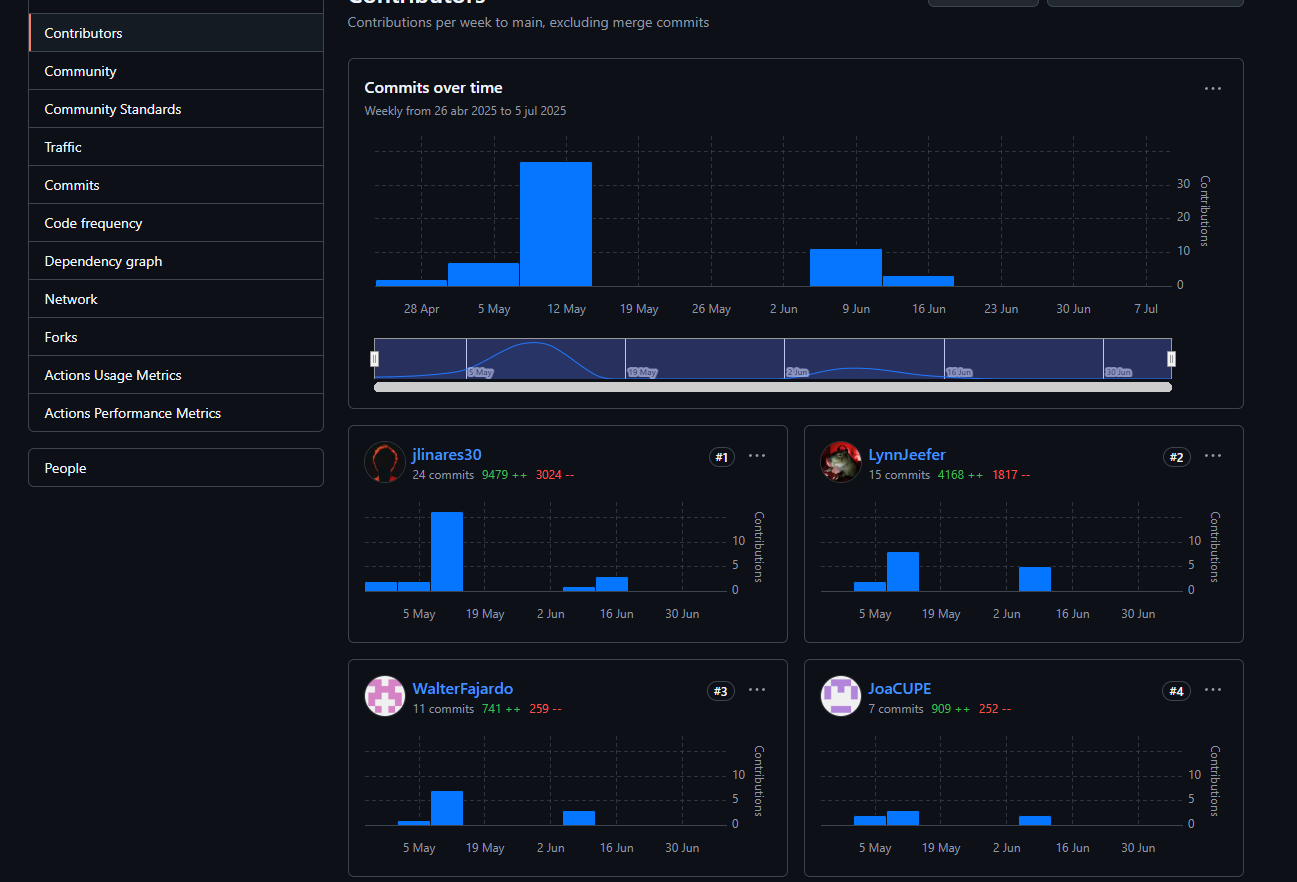 Contributors
Contributions per week to main, excluding merge commits
Contributors
Community
Community Standards
Traffic
Commits
Code frequency
Dependency graph
Network
Forks
Actions Usage Metrics
Actions Performance Metrics
People
Commits over time
Weekly from 26 abr 2025 to 5 jul 2025
30
20
10
0
Contributions
28 Apr 5 May 12 May 19 May 26 May 2 Jun 9 Jun 16 Jun 23 Jun 30 Jun 7 Jul
5 May 19 May 2 Jun 16 Jun 30 Jun
jlinares30
#1
24 commits 9479 ++ 3024 --
10
5
0
Contributions
5 May 19 May 2 Jun 16 Jun 30 Jun
LynnJeefer
#2
15 commits 4168 ++ 1817 --
10
5
0
Contributions
5 May 19 May 2 Jun 16 Jun 30 Jun
WalterFajardo
#3
11 commits 741 ++ 259 --
10
5
0
Contributions
5 May 19 May 2 Jun 16 Jun 30 Jun
JoaCUPE
#4
7 commits 909 ++ 252 --
10
5
0
Contributions
5 May 19 May 2 Jun 16 Jun 30 Jun